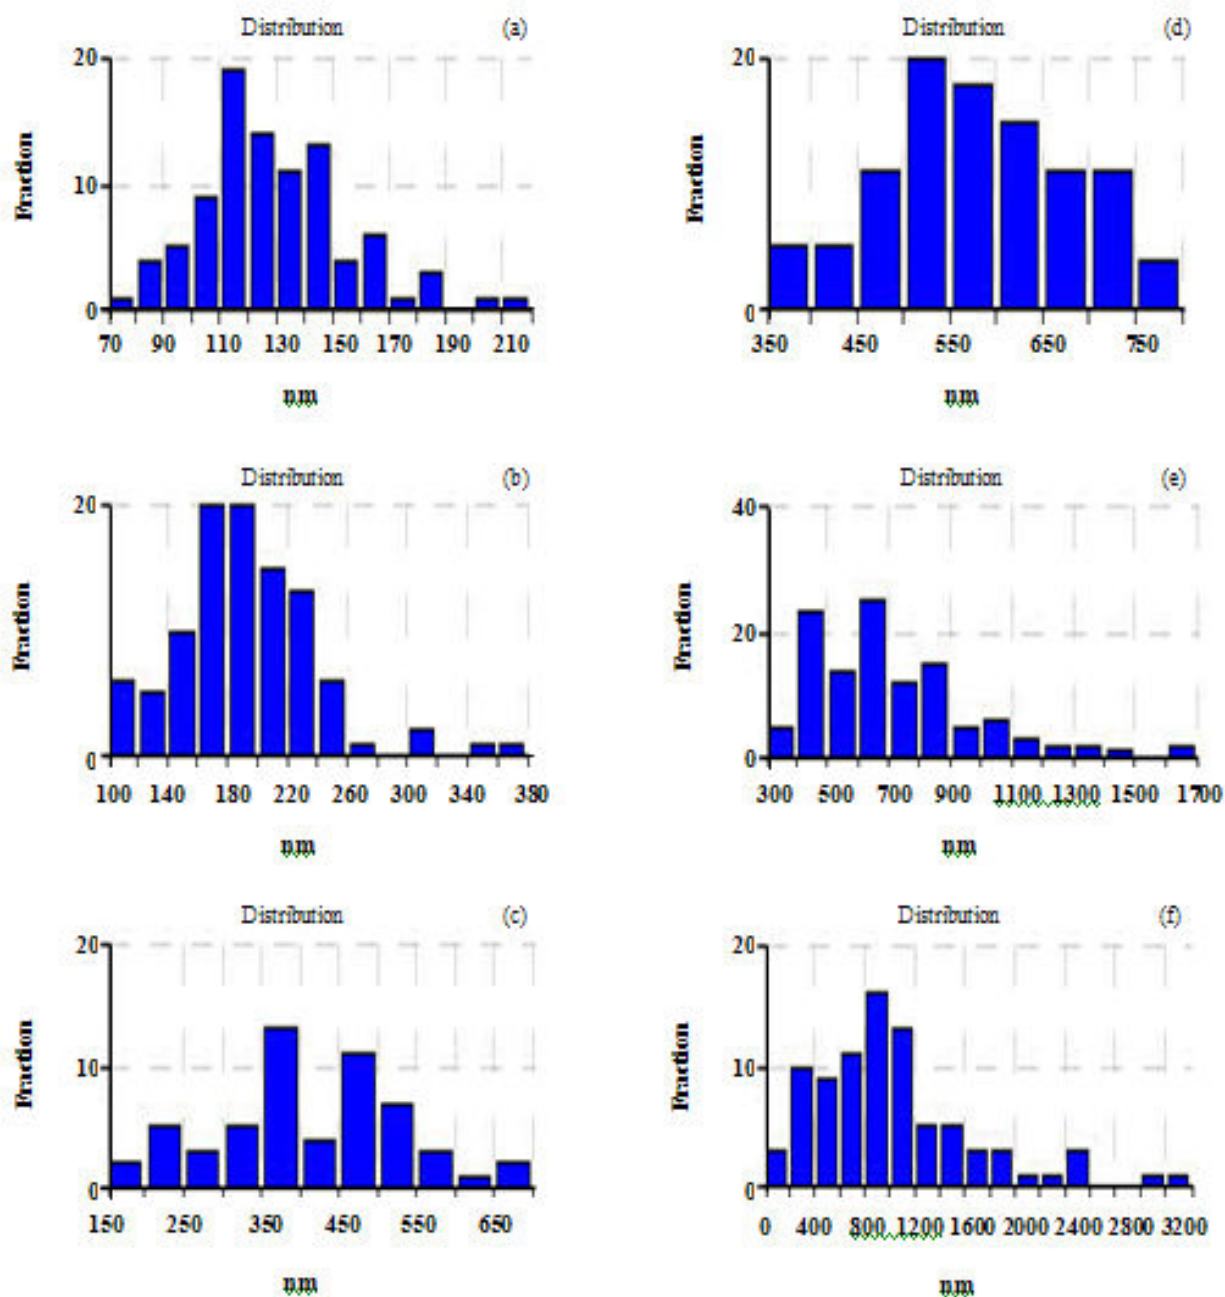 Distribution (a)
20
10
0
Fraction
70 90 110 130 150 170 190 210
nm
Distribution (d)
20
10
0
Fraction
350 450 550 650 750
nm
Distribution (b)
20
10
0
Fraction
100 140 180 220 260 300 340 380
nm
Distribution (e)
40
20
0
Fraction
300 500 700 900 1100 1300 1500 1700
nm
Distribution (c)
20
10
0
Fraction
150 250 350 450 550 650
nm
Distribution (f)
20
10
0
Fraction
0 400 800 1200 1600 2000 2400 2800 3200
nm